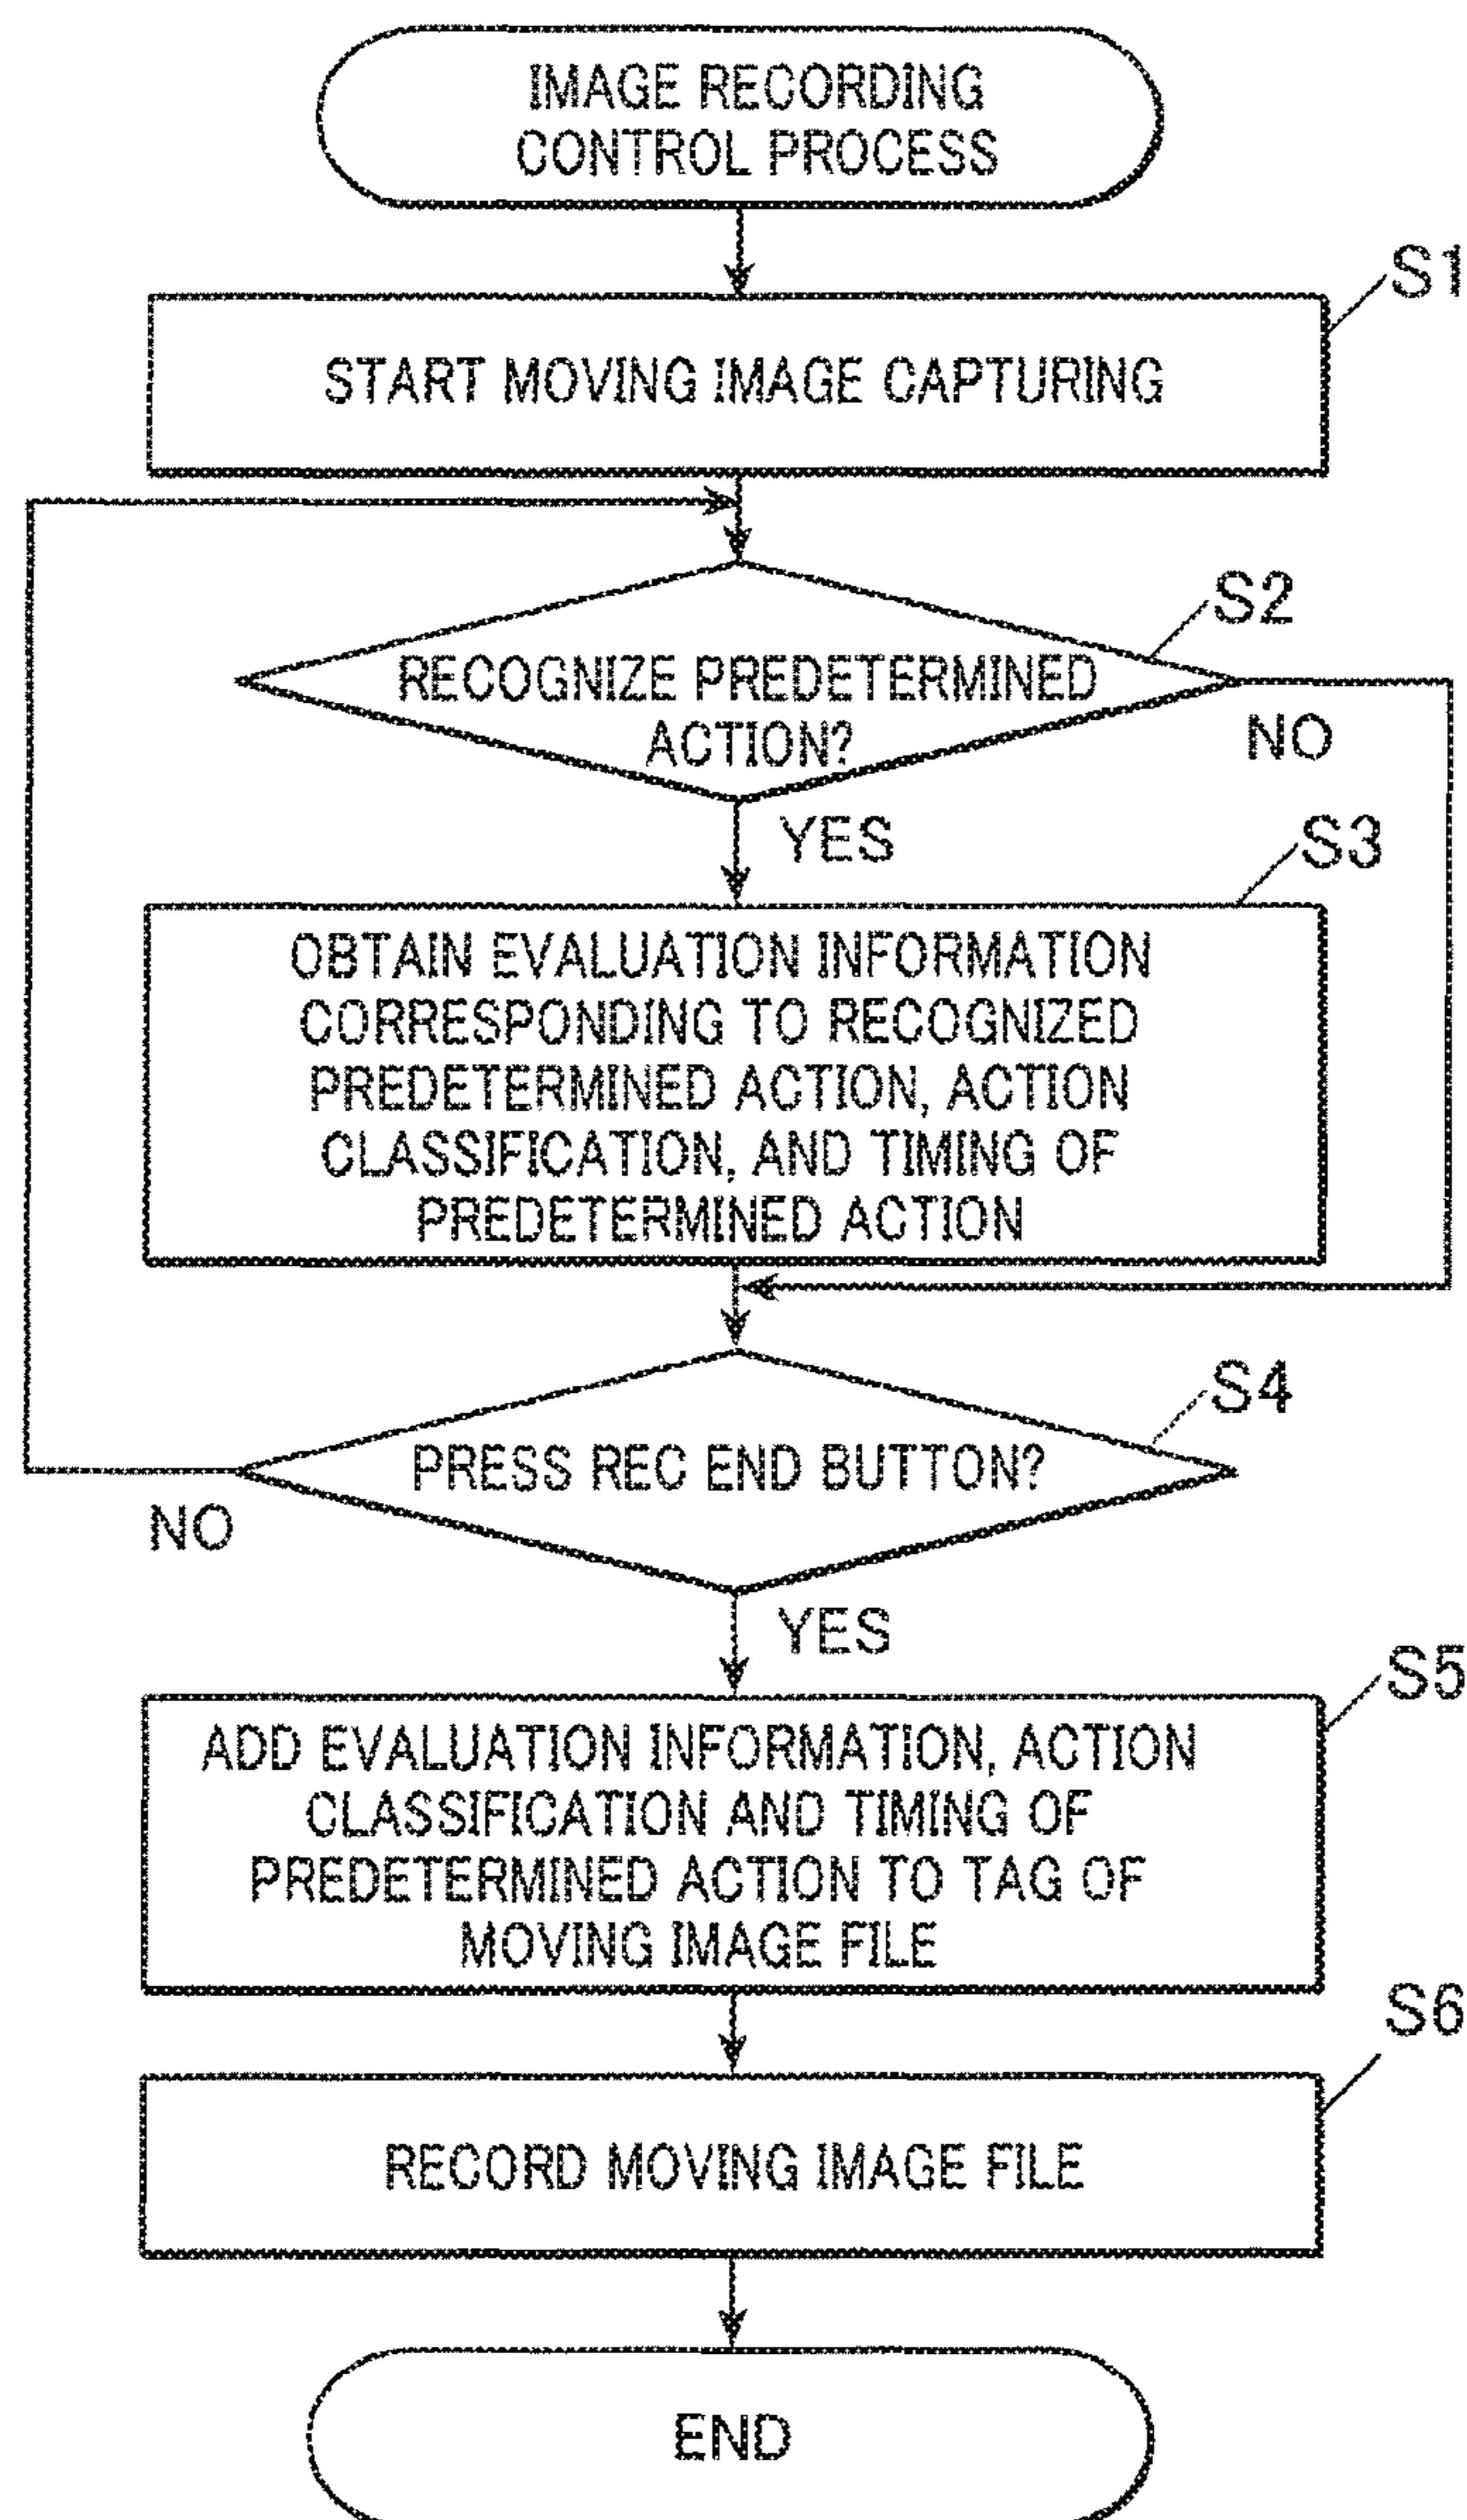 IMAGE RECORDING
CONTROL PROCESS
S1
START MOVING IMAGE CAPTURING
S2
RECOGNIZE PREDETERMINED
ACTION?
NO
YES
S3
OBTAIN EVALUATION INFORMATION
CORRESPONDING TO RECOGNIZED
PREDETERMINED ACTION, ACTION
CLASSIFICATION, AND TIMING OF
PREDETERMINED ACTION
S4
PRESS REC END BUTTON?
NO
YES
S5
ADD EVALUATION INFORMATION, ACTION
CLASSIFICATION AND TIMING OF
PREDETERMINED ACTION TO TAG OF
MOVING IMAGE FILE
S6
RECORD MOVING IMAGE FILE
END